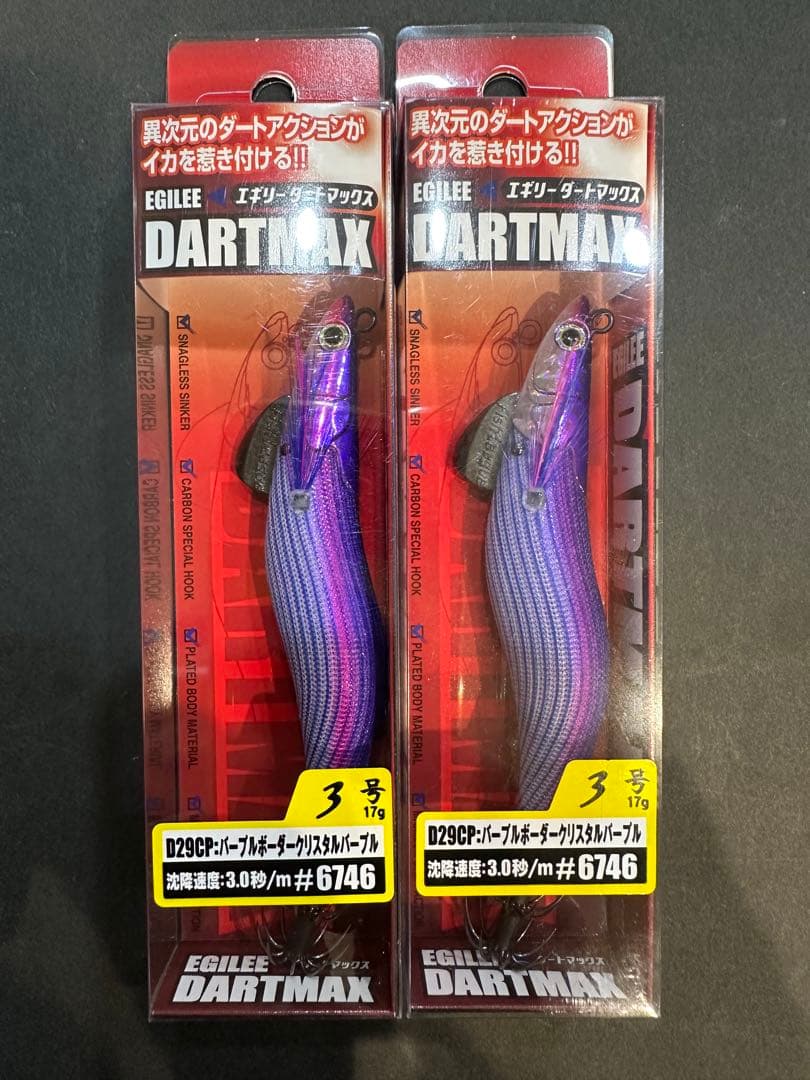 異次元のダートアクションが
イカを惹き付ける!!
EGILEE エギリーダートマックス
DARTMAX
SNAGLESS SINKER
CARBON SPECIAL HOOK
PLATED BODY MATERIAL
3号
17g
D29CP:パープルボーダークリスタルパープル
沈降速度:3.0秒/m #6746
EGILEE
DARTMAX
異次元のダートアクションが
イカを惹き付ける!!
EGILEE エギリーダートマックス
DARTMAX
SNAGLESS SINKER
CARBON SPECIAL HOOK
PLATED BODY MATERIAL
EGILEE
3号
17g
D29CP:パープルボーダークリスタルパープル
沈降速度:3.0秒/m #6746
ダートマックス
DARTMAX